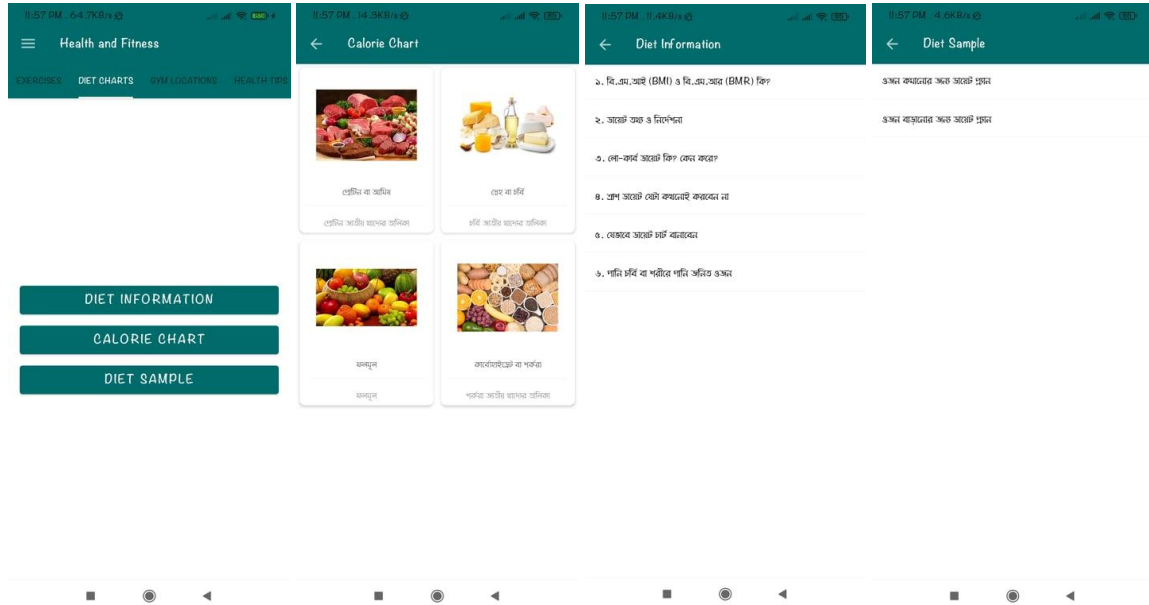 11:57 PM . 64.7KB/s
Health and Fitness
EXERCISES DIET CHARTS GYM LOCATIONS HEALTH TIPS
DIET INFORMATION
CALORIE CHART
DIET SAMPLE
11:57 PM . 14.5KB/s
Calorie Chart
প্রোটিন বা আমিষ
প্রোটিন জাতীয় খাদ্যের তালিকা
স্নেহ বা চর্বি
চর্বি জাতীয় খাদ্যের তালিকা
ফলমূল
ফলমূল
কার্বোহাইড্রেট বা শর্করা
শর্করা জাতীয় খাদ্যের তালিকা
11:57 PM . 11.4KB/s
Diet Information
১. বি.এম.আই (BMI) ও বি.এম.আর (BMR) কি?
২. ডায়েট তথ্য ও নির্দেশনা
৩. লো-কার্ব ডায়েট কি? কেন করে?
৪. ক্রাশ ডায়েট যেটা কখনোই করবেন না
৫. যেভাবে ডায়েট চার্ট বানাবেন
৬. পানি চর্বি বা শরীরে পানি জনিত ওজন
11:57 PM . 4.6KB/s
Diet Sample
ওজন কমানোর জন্য ডায়েট প্ল্যান
ওজন বাড়ানোর জন্য ডায়েট প্ল্যান